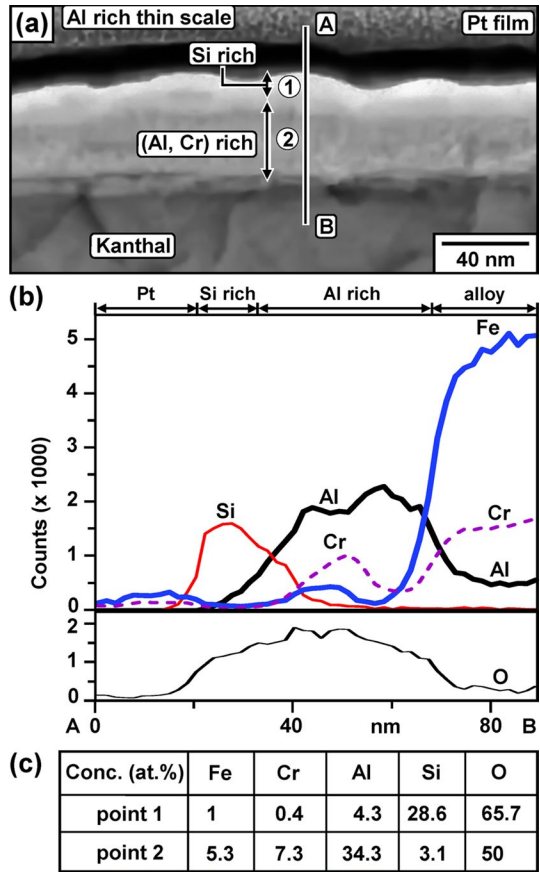 (a) Al rich thin scale A Pt film
Si rich 1
(Al, Cr) rich 2
B
Kanthal
40 nm
(b) Pt Si rich Al rich alloy
Fe
5
4
3
2
1
0
Counts (x 1000)
Si Al Cr Cr Al
2
1
0
O
A 0 40 nm 80 B
(c) Conc. (at.%) Fe Cr Al Si O
point 1 1 0.4 4.3 28.6 65.7
point 2 5.3 7.3 34.3 3.1 50